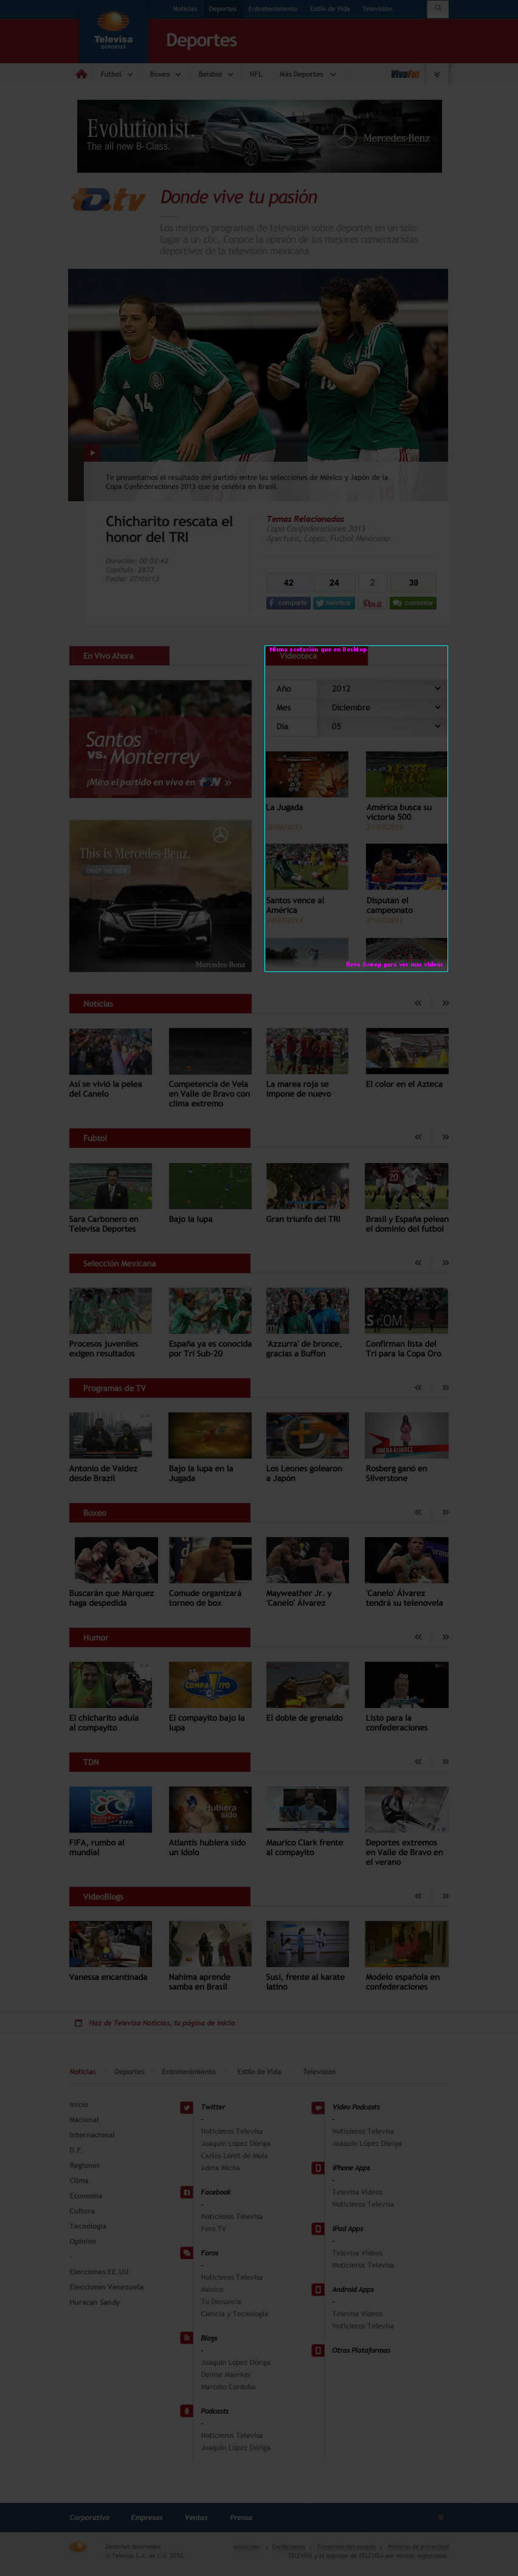 Noticias Deportes Entretenimiento Estilo de Vida Televisión
Televisa
DEPORTES
Deportes
Futbol Boxeo Beisbol NFL Más Deportes VivoFut
Evolutionist.
The all new B-Class.
Mercedes-Benz
TD.tv
Donde vive tu pasión
Los mejores programas de televisión sobre deportes en un solo
lugar a un clic. Conoce la opinión de los mejores comentaristas
deportivos de la televisión mexicana
Te presentamos el resultado del partido entre las selecciones de México y Japón de la
Copa Confederaciones 2013 que se celebra en Brasil.
Chicharito rescata el
honor del TRI
Duración: 00:02:42
Capítulo: 2872
Fecha: 07/01/13
Temas Relacionados
Copa Confederaciones 2013
Apertura, Copas, Futbol Mexicano
42 24 2 39
compartir twittear Pin it comentar
En Vivo Ahora
Misma acotación que en Desktop
Videoteca
Año 2012
Mes Diciembre
Día 05
Santos
vs.
Monterrey
¡Mira el partido en vivo en TDN
La Jugada
América busca su
victoria 500
This is Mercedes-Benz.
Mercedes-Benz
Santos vence al
América
Disputan el
campeonato
Hace Sweep para ver mas videos
Noticias
Así se vivió la pelea
del Canelo
Competencia de Vela
en Valle de Bravo con
clima extremo
La marea roja se
impone de nuevo
El color en el Azteca
Fubtol
Sara Carbonero en
Televisa Deportes
Bajo la lupa
Gran triunfo del TRI
Brasil y España pelean
el dominio del futbol
Selección Mexicana
Procesos juveniles
exigen resultados
España ya es conocida
por Tri Sub-20
'Azzurra' de bronce,
gracias a Buffon
Confirman lista del
Tri para la Copa Oro
Programas de TV
Antonio de Valdez
desde Brazil
Bajo la lupa en la
Jugada
Los Leones golearon
a Japón
Rosberg ganó en
Silverstone
Boxeo
Buscarán que Márquez
haga despedida
Comude organizará
torneo de box
Mayweather Jr. y
'Canelo' Álvarez
'Canelo' Álvarez
tendrá su telenovela
Humor
El chicharito adula
al compayito
El compayito bajo la
lupa
El doble de grenaldo
Listo para la
confederaciones
TDN
FIFA, rumbo al
mundial
Atlantis hubiera sido
un ídolo
Maurico Clark frente
al compayito
Deportes extremos
en Valle de Bravo en
el verano
VideoBlogs
Vanessa encantinada
Nahima aprende
samba en Brasil
Susi, frente al karate
latino
Modelo española en
confederaciones
Haz de Televisa Noticias, tu página de inicio
Noticias Deportes Entretenimiento Estilo de Vida Televisión
Inicio
Nacional
Internacional
D.F.
Regiones
Clima
Economía
Cultura
Tecnología
Opinión
-
Elecciones EE.UU.
Elecciones Venezuela
Huracan Sandy
Twitter
-
Noticieros Televisa
Joaquín López Dóriga
Carlos Loret de Mola
Adela Micha
Facebook
-
Noticieros Televisa
Foro TV
Foros
-
Noticieros Televisa
México
Tu Denuncia
Ciencia y Tecnología
Blogs
-
Joaquín López Dóriga
Denise Maerker
Marcelo Córdoba
Podcasts
-
Noticieros Televisa
Joaquín López Dóriga
Video Podcasts
-
Noticieros Televisa
Joaquín López Dóriga
iPhone Apps
-
Televisa Videos
Noticieros Televisa
iPad Apps
-
Televisa Videos
Noticieros Televisa
Android Apps
-
Televisa Videos
Noticieros Televisa
Otras Plataformas
Corporativo Empresas Ventas Prensa